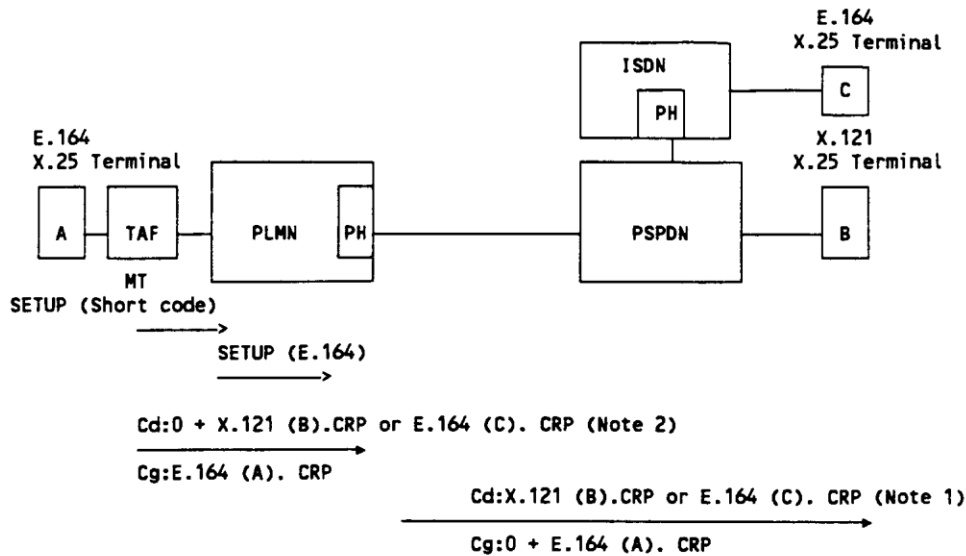 E.164
X.25 Terminal
ISDN
PH
C
E.164
X.25 Terminal
X.121
X.25 Terminal
A
TAF
PLMN
PH
PSPDN
B
MT
SETUP (Short code)
SETUP (E.164)
Cd:0 + X.121 (B).CRP or E.164 (C). CRP (Note 2)
Cg:E.164 (A). CRP
Cd:X.121 (B).CRP or E.164 (C). CRP (Note 1)
Cg:0 + E.164 (A). CRP